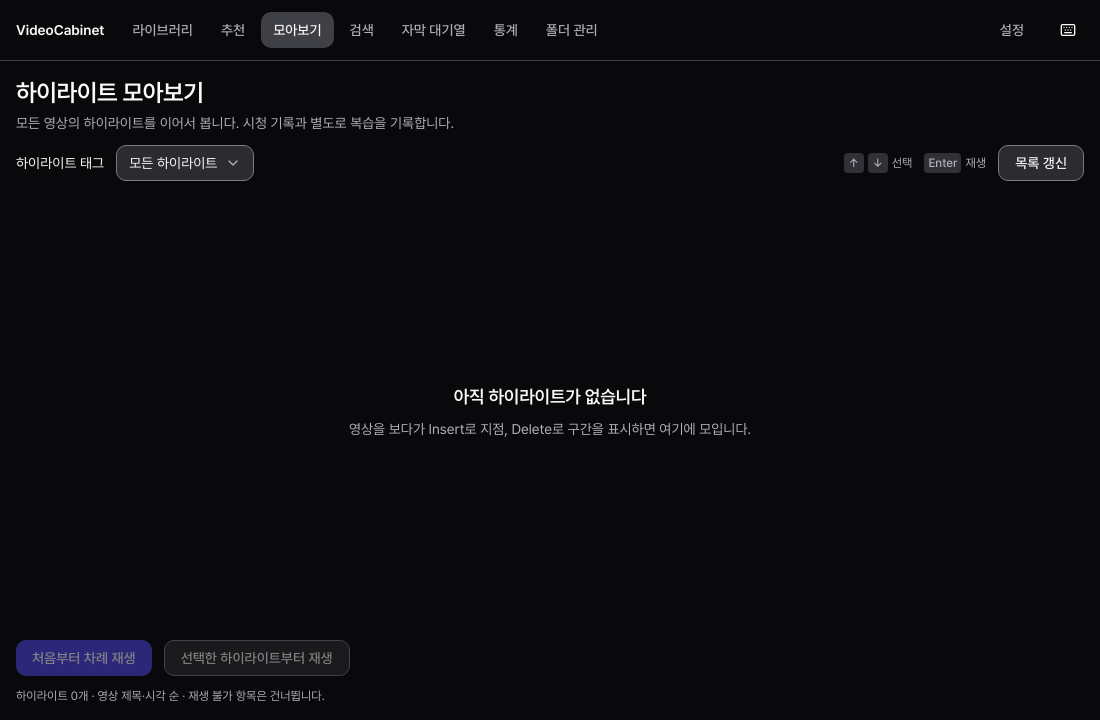 VideoCabinet 라이브러리 추천 모아보기 검색 자막 대기열 통계 폴더 관리 설정
하이라이트 모아보기
모든 영상의 하이라이트를 이어서 봅니다. 시청 기록과 별도로 복습을 기록합니다.
하이라이트 태그 모든 하이라이트 ↑ ↓ 선택 Enter 재생 목록 갱신
아직 하이라이트가 없습니다
영상을 보다가 Insert로 지점, Delete로 구간을 표시하면 여기에 모입니다.
처음부터 차례 재생 선택한 하이라이트부터 재생
하이라이트 0개 · 영상 제목·시각 순 · 재생 불가 항목은 건너뜁니다.